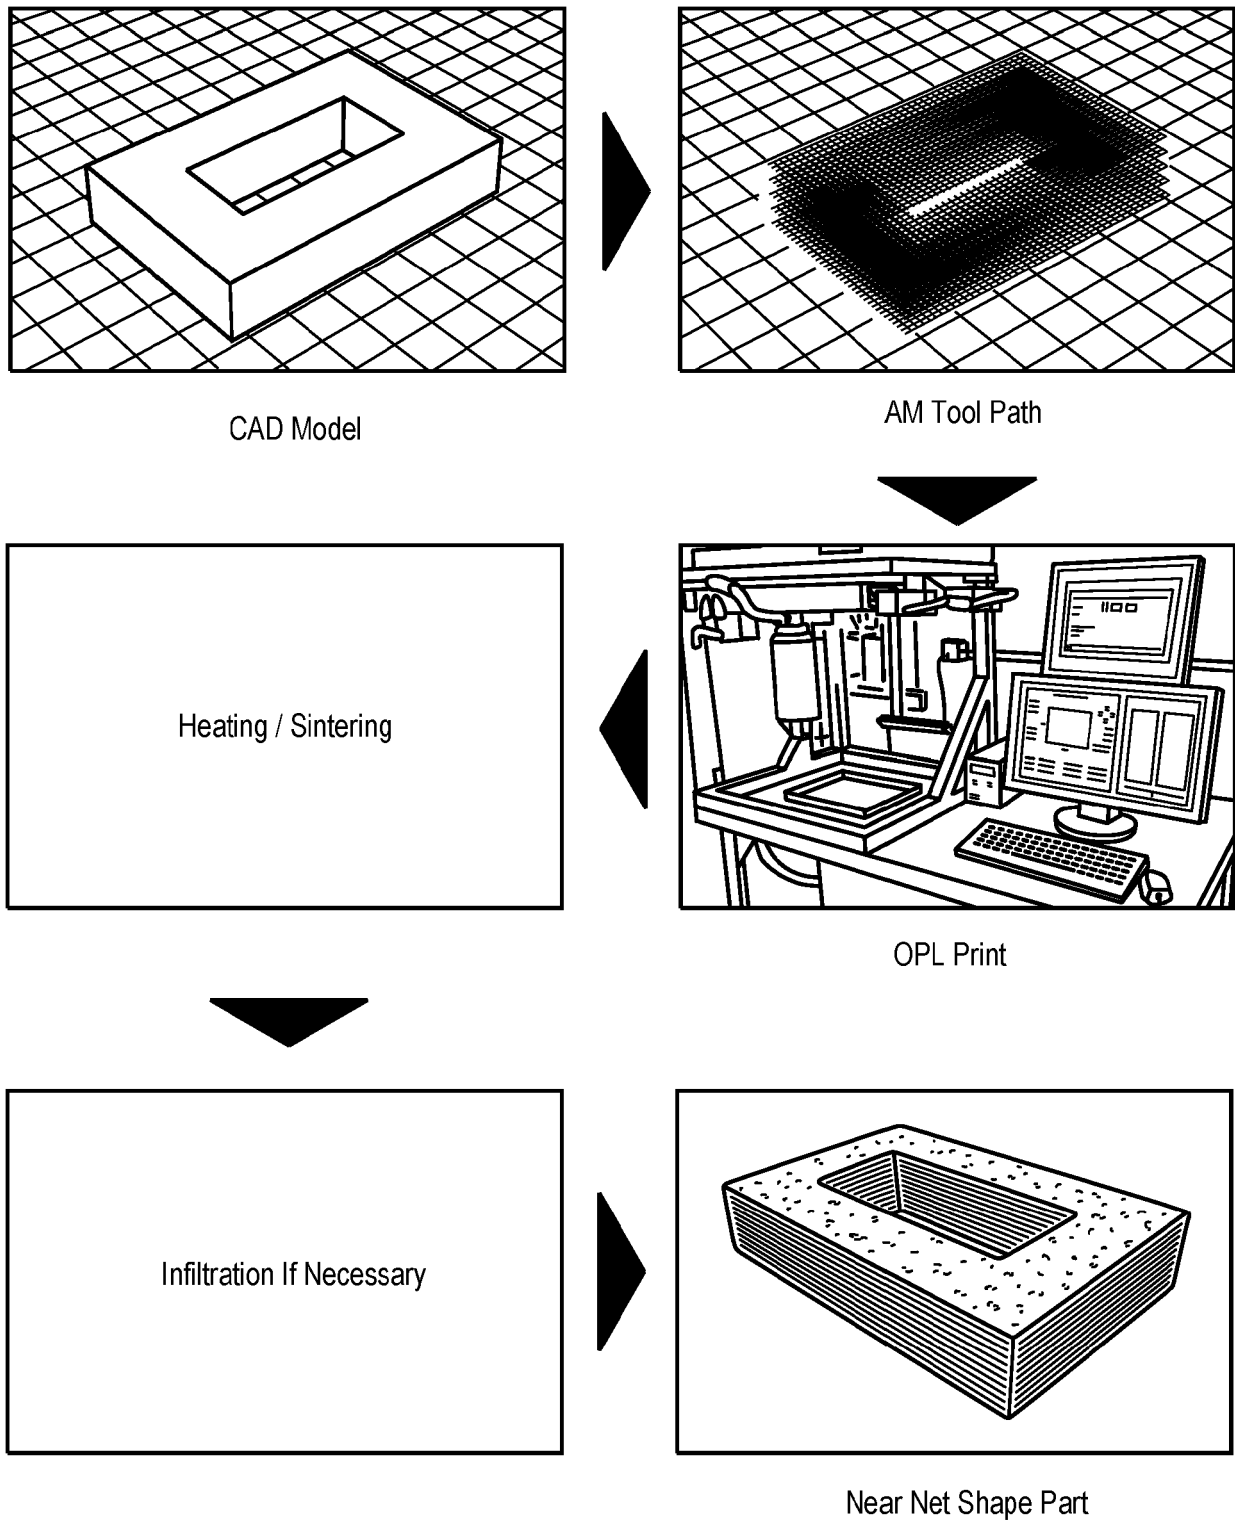 CAD Model
AM Tool Path
Heating / Sintering
OPL Print
Infiltration If Necessary
Near Net Shape Part